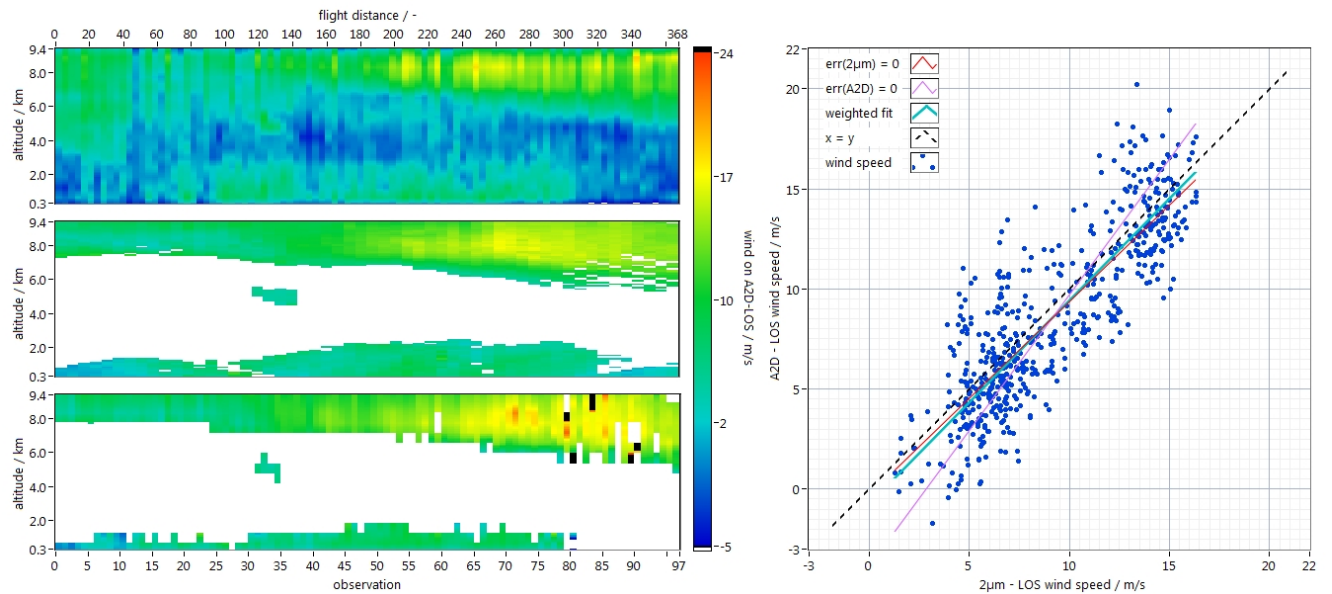 flight distance / -
0 20 40 60 80 100 120 140 160 180 200 220 240 260 280 300 320 340 368
9.4
8.0
6.0
4.0
2.0
0.3
altitude / km
9.4
8.0
6.0
4.0
2.0
0.3
altitude / km
9.4
8.0
6.0
4.0
2.0
0.3
altitude / km
0 5 10 15 20 25 30 35 40 45 50 55 60 65 70 75 80 85 90 97
observation
24
17
10
2
-5
wind on A2D-LOS / m/s
err(2µm) = 0
err(A2D) = 0
weighted fit
x = y
wind speed
22
20
15
10
5
0
-3
A2D - LOS wind speed / m/s
-3 0 5 10 15 20 22
2µm - LOS wind speed / m/s